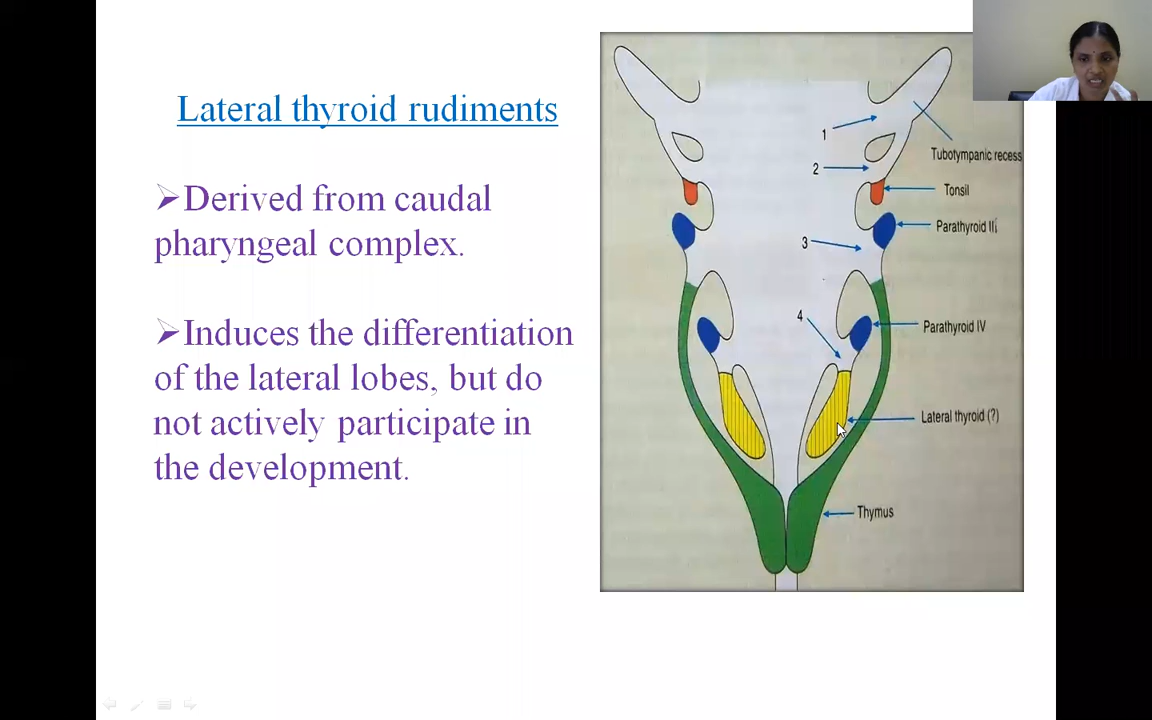 Lateral thyroid rudiments
➢Derived from caudal
pharyngeal complex.
➢Induces the differentiation
of the lateral lobes, but do
not actively participate in
the development.
1
Tubotympanic recess
2
Tonsil
Parathyroid III
3
4
Parathyroid IV
Lateral thyroid (?)
Thymus